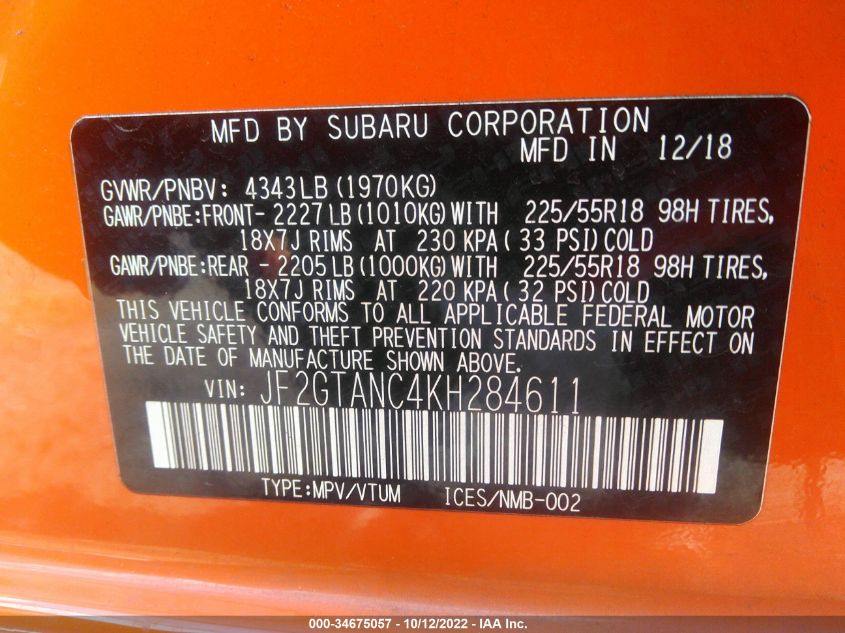 MFD BY SUBARU CORPORATION
MFD IN 12/18
GVWR/PNBV: 4343LB (1970KG)
GAWR/PNBE:FRONT- 2227 LB (1010KG) WITH 225/55R18 98H TIRES,
18X7J RIMS AT 230 KPA ( 33 PSI) COLD
GAWR/PNBE:REAR - 2205 LB (1000KG) WITH 225/55R18 98H TIRES,
18X7J RIMS AT 220 KPA ( 32 PSI) COLD
THIS VEHICLE CONFORMS TO ALL APPLICABLE FEDERAL MOTOR
VEHICLE SAFETY AND THEFT PREVENTION STANDARDS IN EFFECT ON
THE DATE OF MANUFACTURE SHOWN ABOVE.
VIN: JF2GTANC4KH284611
TYPE:MPV/VTUM ICES/NMB-002
000-34675057 - 10/12/2022 - IAA Inc.